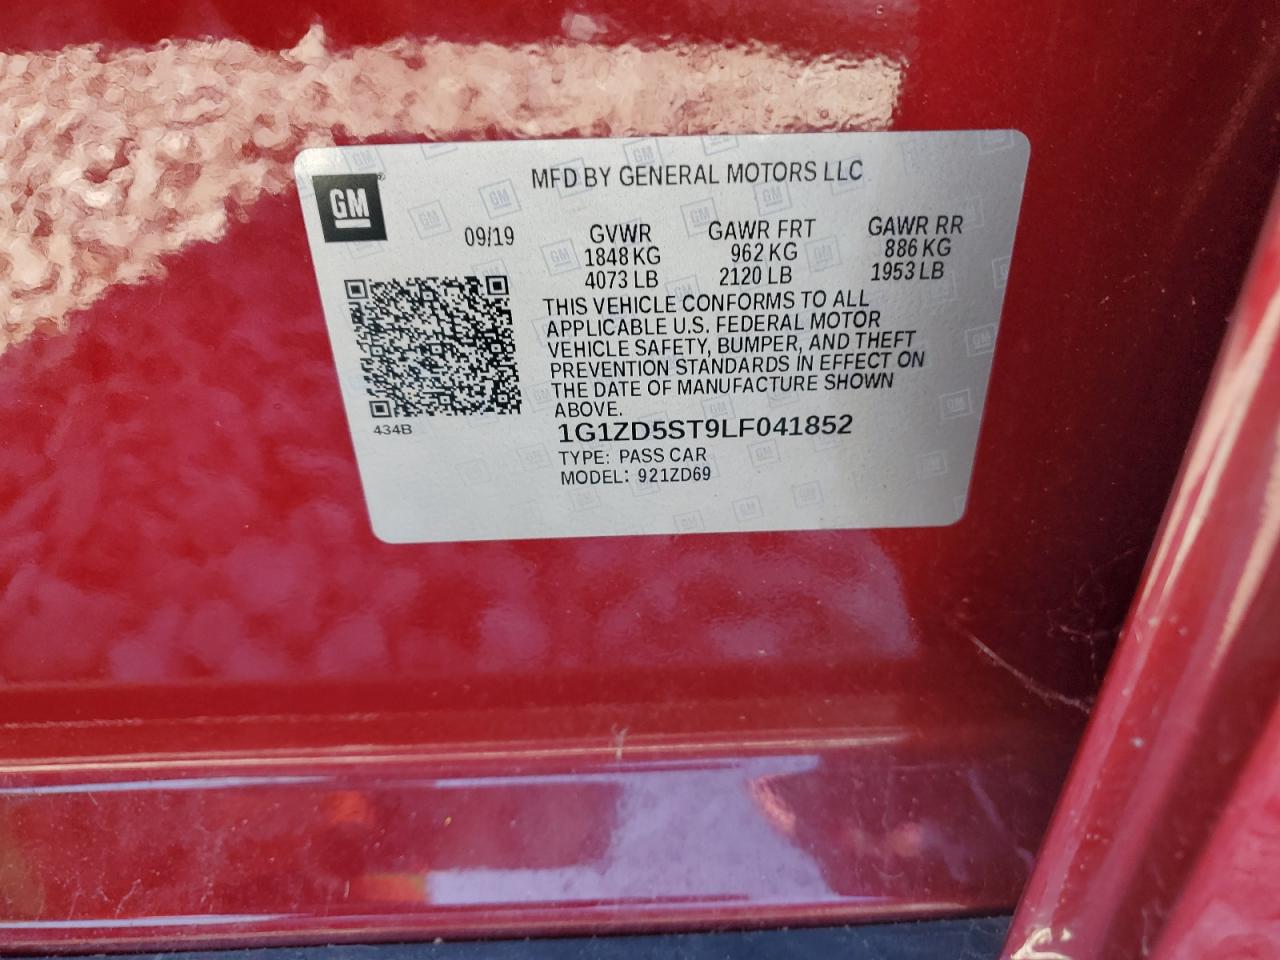 MFD BY GENERAL MOTORS LLC
GM
09/19
GVWR GAWR FRT GAWR RR
1848 KG 962 KG 886 KG
4073 LB 2120 LB 1953 LB
THIS VEHICLE CONFORMS TO ALL
APPLICABLE U.S. FEDERAL MOTOR
VEHICLE SAFETY, BUMPER, AND THEFT
PREVENTION STANDARDS IN EFFECT ON
THE DATE OF MANUFACTURE SHOWN
ABOVE.
434B
1G1ZD5ST9LF041852
TYPE: PASS CAR
MODEL: 921ZD69